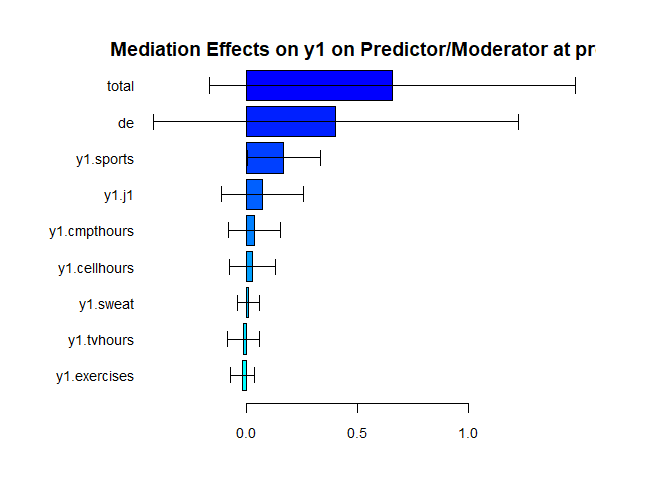 Mediation Effects on y1 on Predictor/Moderator at pr
total
de
y1.sports
y1.j1
y1.cmpthours
y1.cellhours
y1.sweat
y1.tvhours
y1.exercises
0.0 0.5 1.0